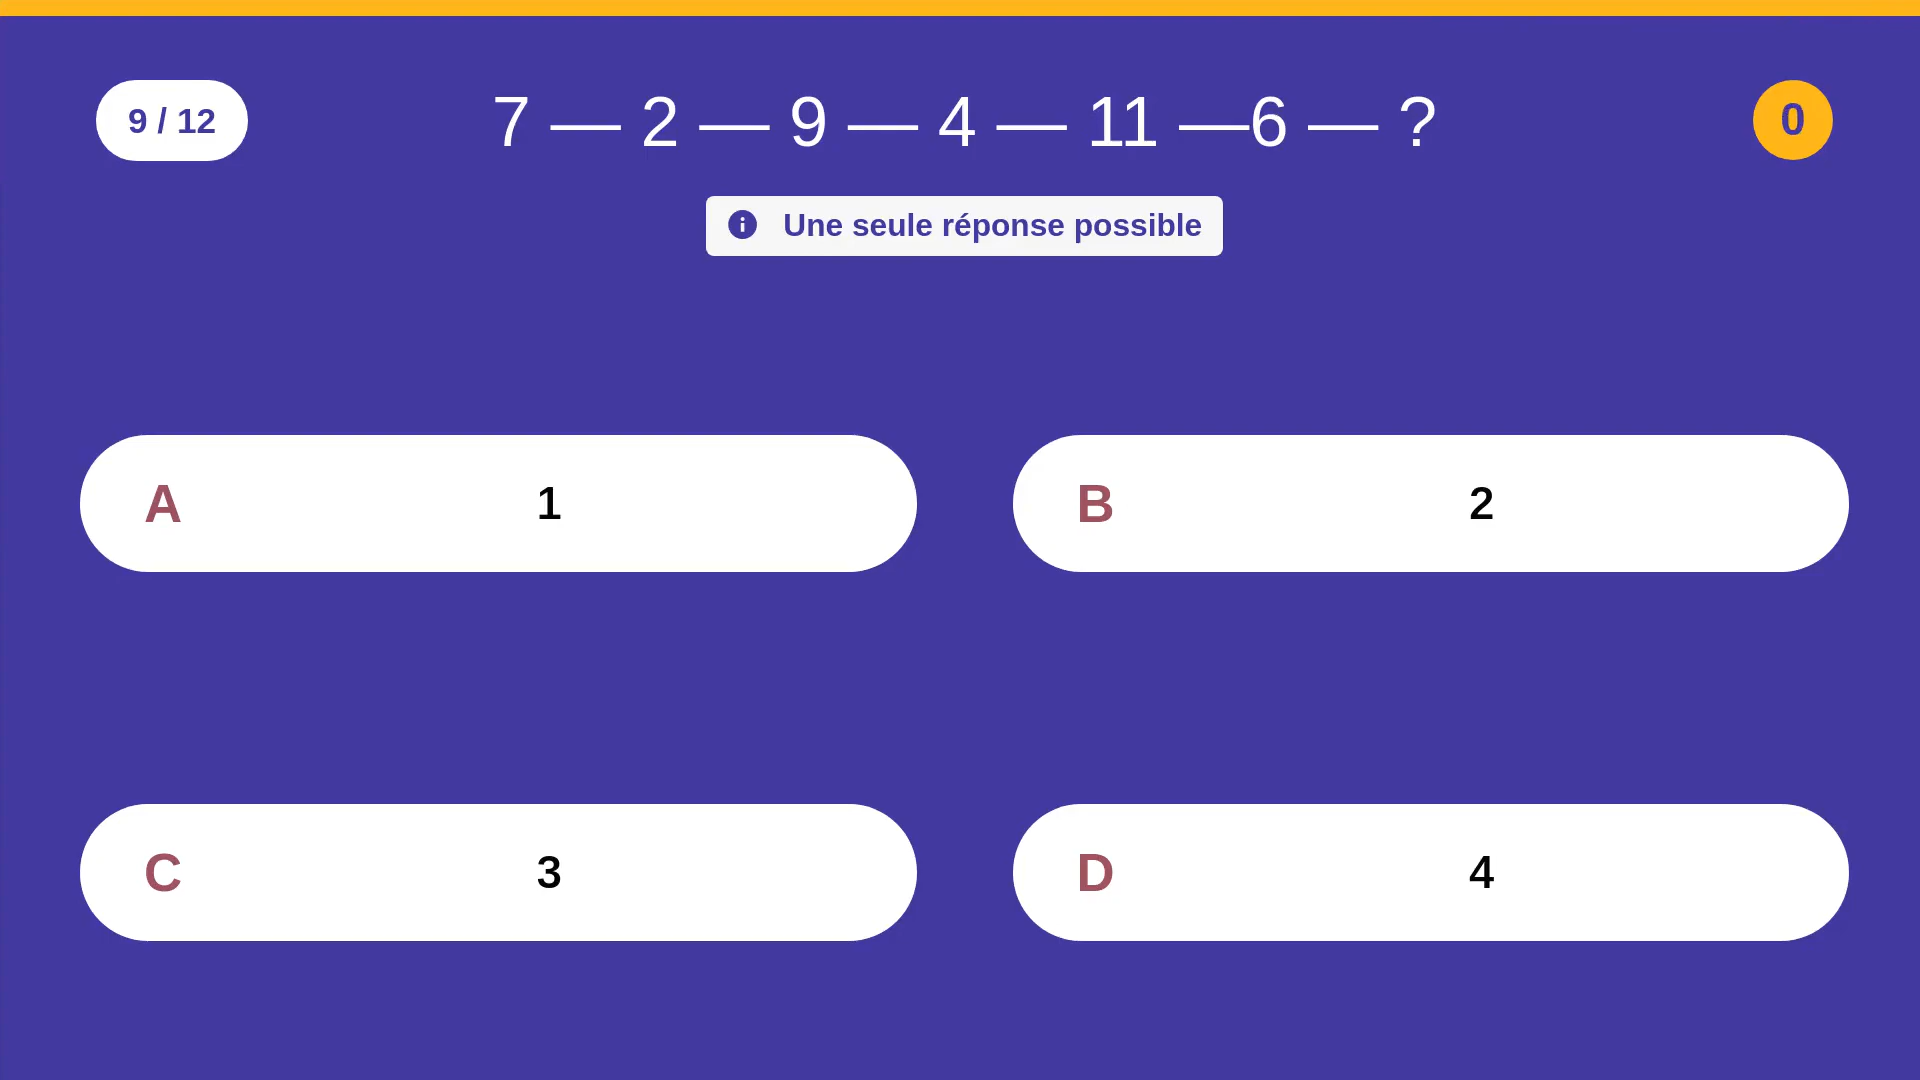 9 / 12
7 — 2 — 9 — 4 — 11 —6 — ?
0
Une seule réponse possible
A 1
B 2
C 3
D 4